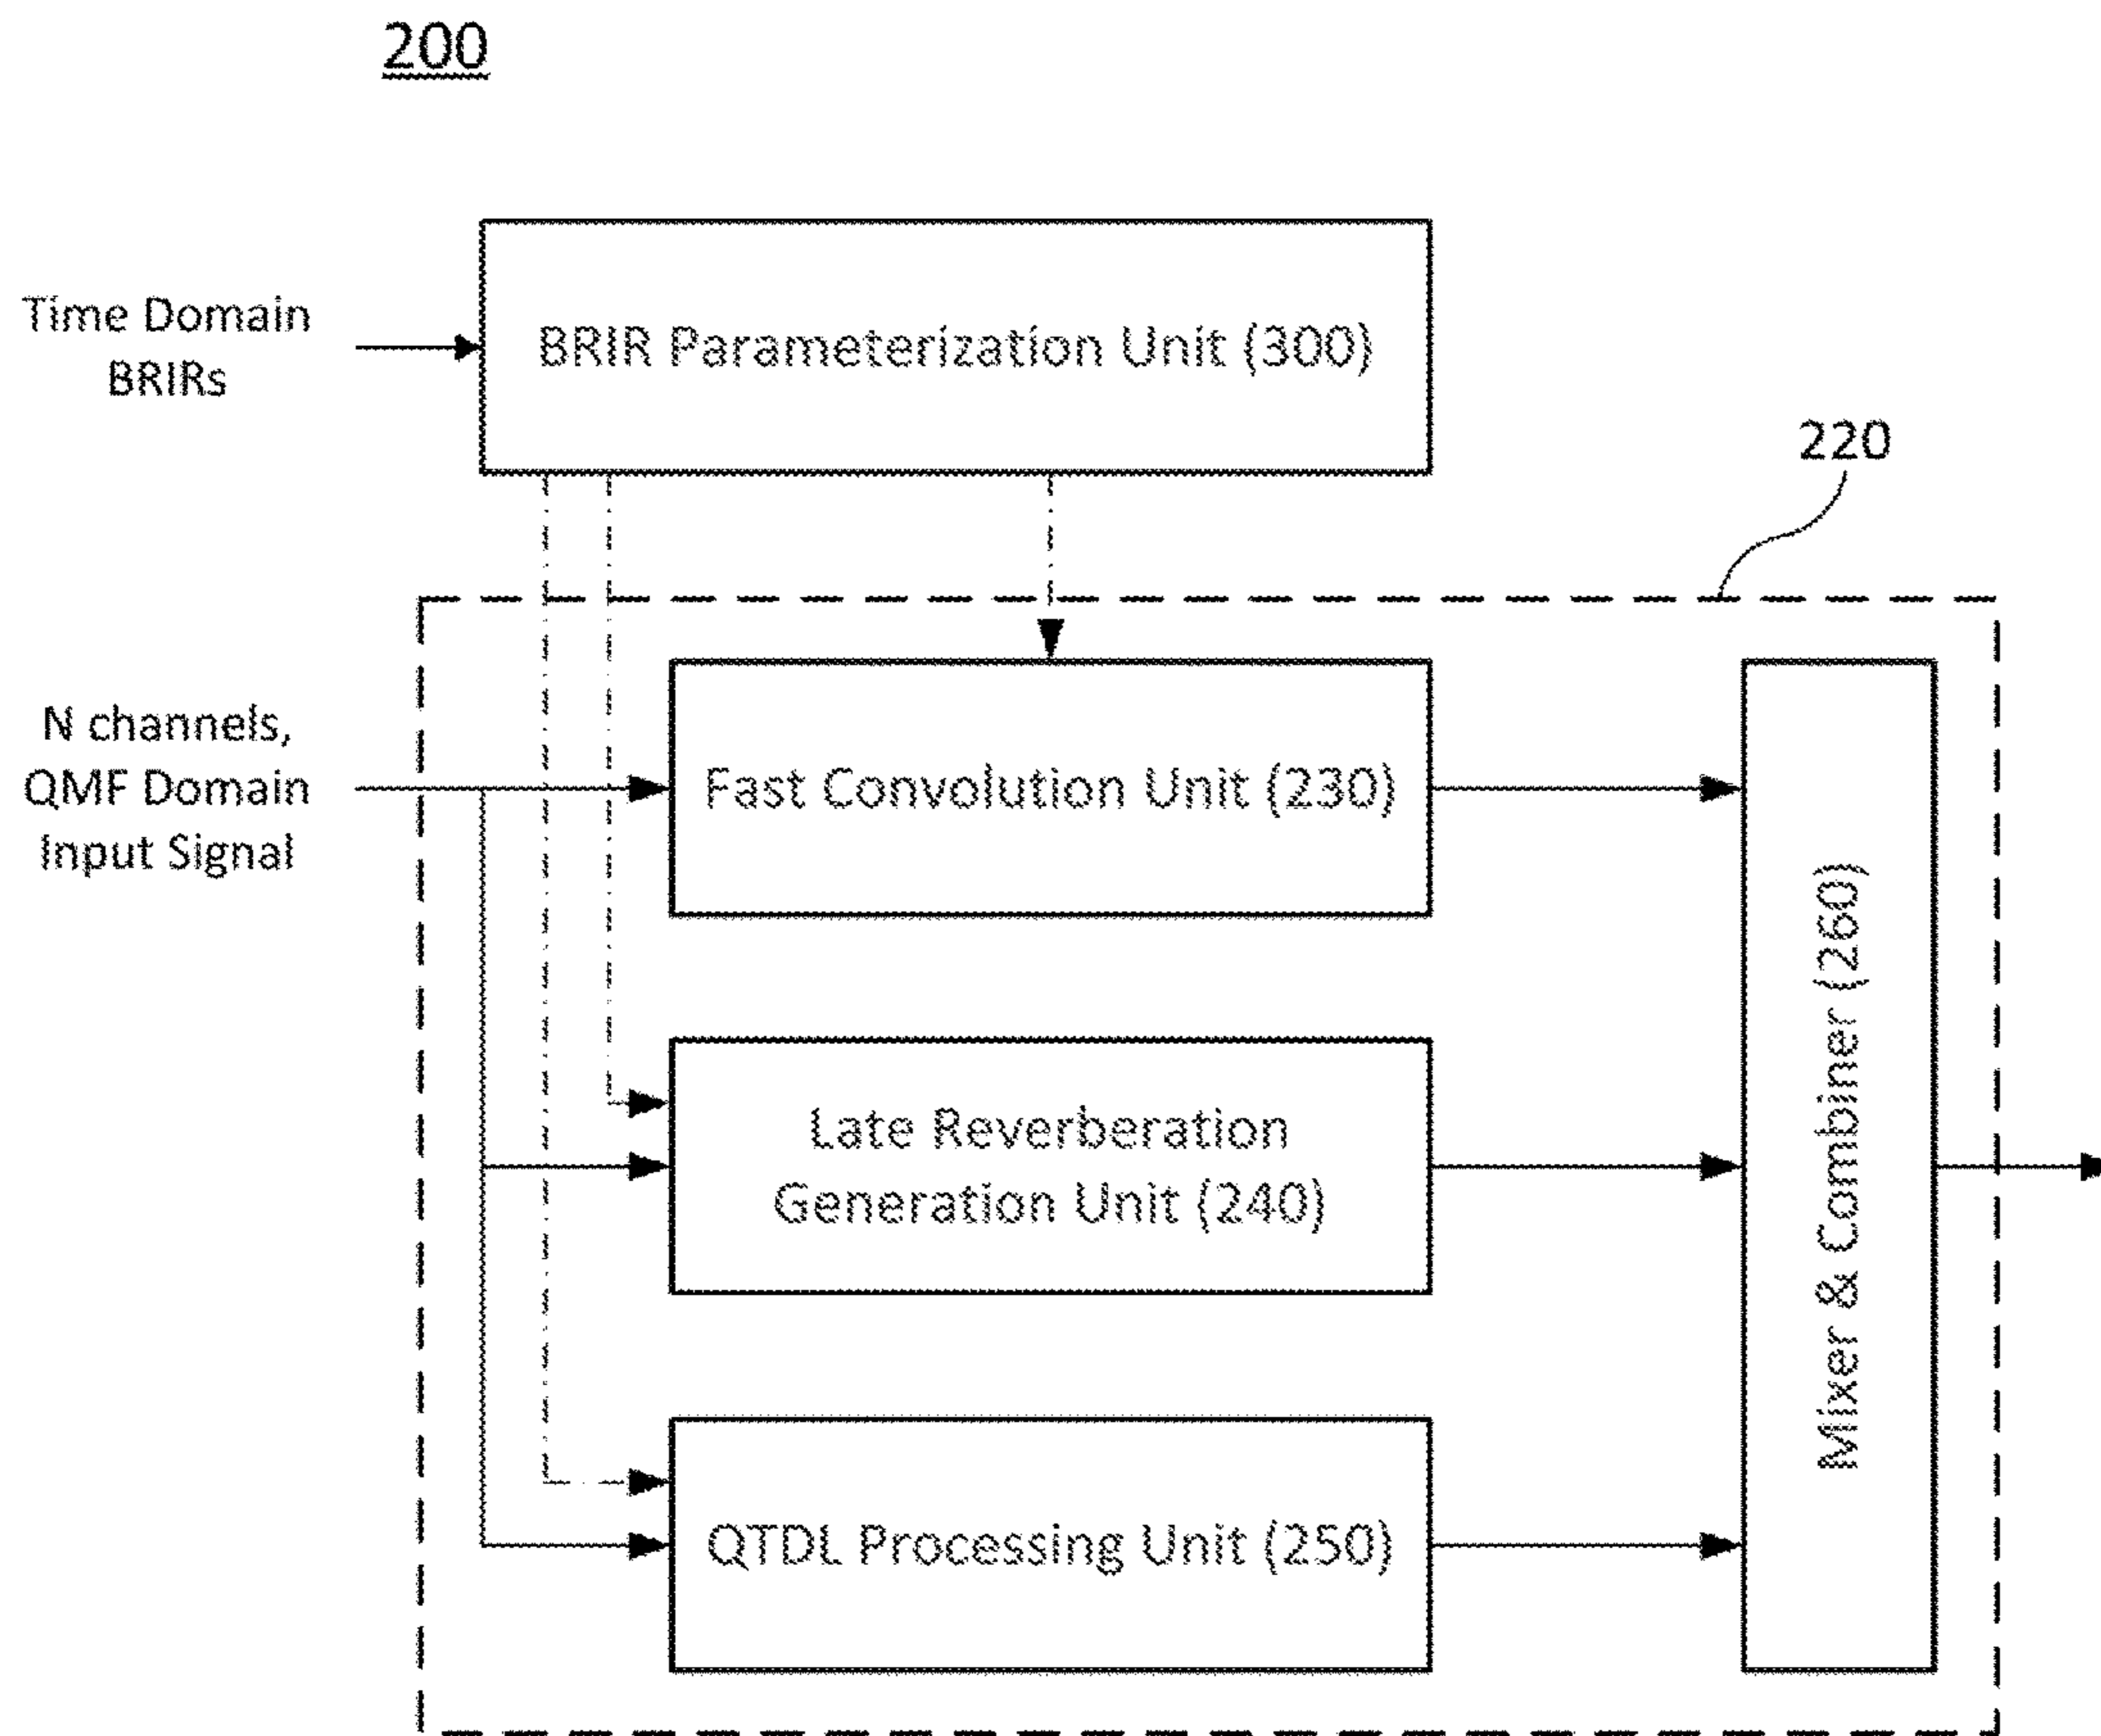 200
Time Domain
BRIRs
BRIR Parameterization Unit (300)
220
N channels,
QMF Domain
Input Signal
Fast Convolution Unit (230)
Late Reverberation
Generation Unit (240)
QTDL Processing Unit (250)
Mixer & Combiner (260)